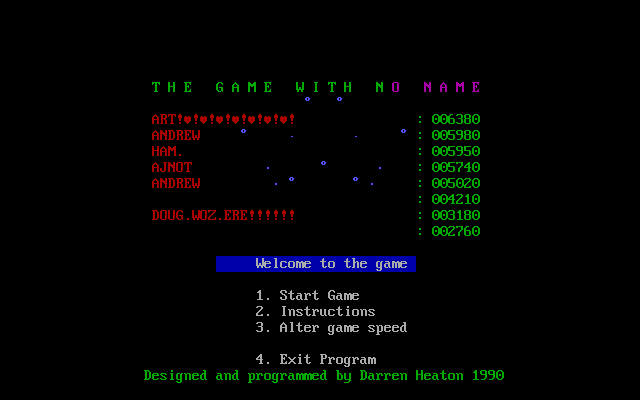 THE GAME WITH NO NAME
ART!♥!♥!♥!♥!♥!♥!♥! : 006380
ANDREW : 005980
HAM. : 005950
AJNOT : 005740
ANDREW : 005020
: 004210
DOUG.WOZ.ERE!!!!!! : 003180
: 002760
Welcome to the game
1. Start Game
2. Instructions
3. Alter game speed
4. Exit Program
Designed and programmed by Darren Heaton 1990